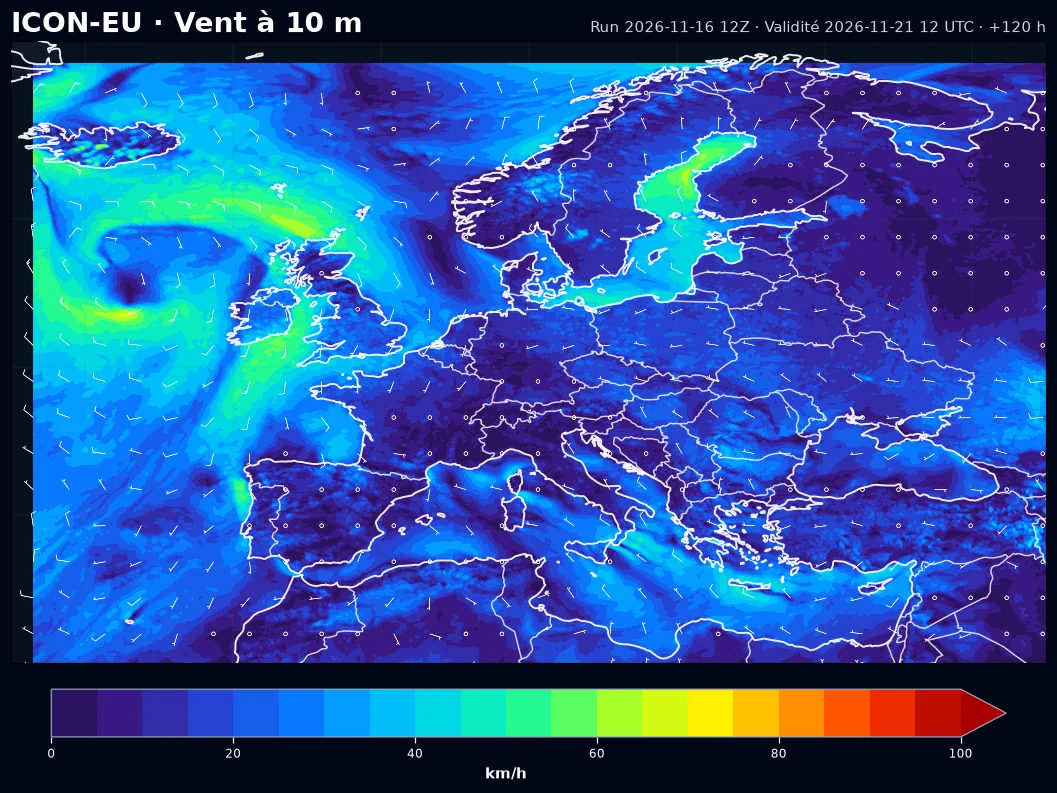 ICON-EU · Vent à 10 m
Run 2026-11-16 12Z · Validité 2026-11-21 12 UTC · +120 h
0 20 40 60 80 100
km/h